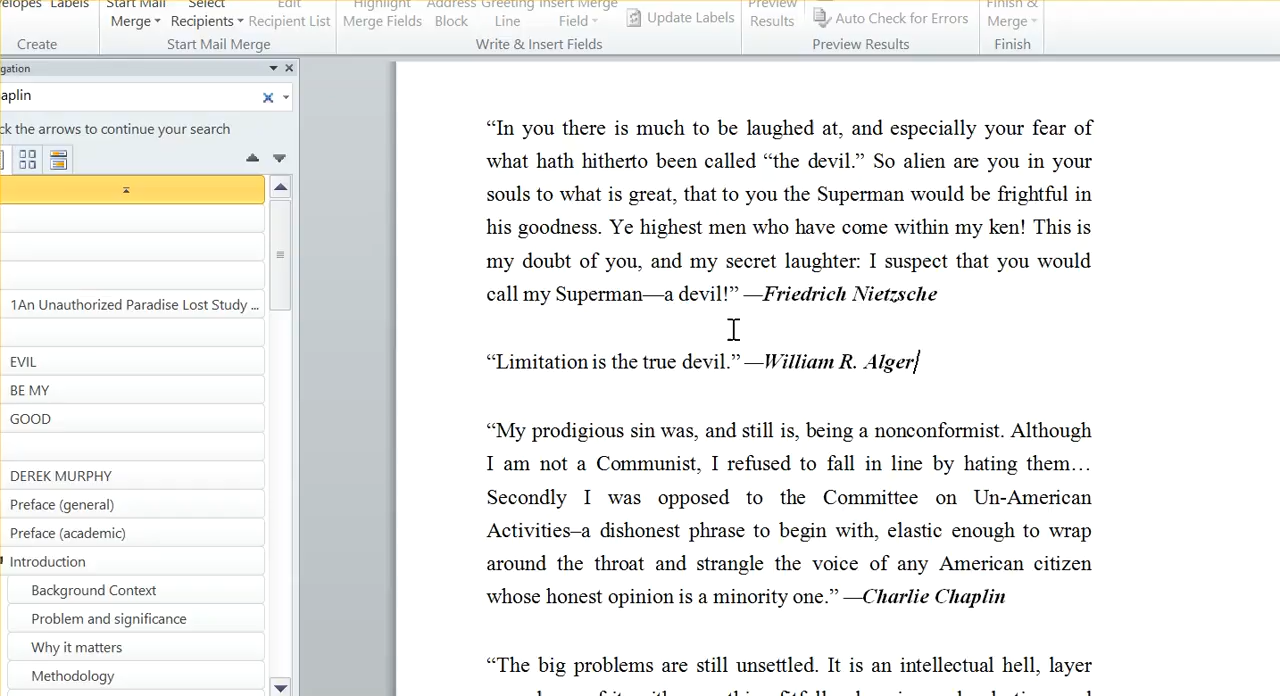 Labels Start Mail Select Edit Highlight Address Greeting Insert Merge Preview Finish &
Merge Recipients Recipient List Merge Fields Block Line Field Update Labels Results Auto Check for Errors Merge
Create Start Mail Merge Write & Insert Fields Preview Results Finish
gation
aplin
ck the arrows to continue your search
1An Unauthorized Paradise Lost Study ...
EVIL
BE MY
GOOD
DEREK MURPHY
Preface (general)
Preface (academic)
Introduction
Background Context
Problem and significance
Why it matters
Methodology
“In you there is much to be laughed at, and especially your fear of
what hath hitherto been called “the devil.” So alien are you in your
souls to what is great, that to you the Superman would be frightful in
his goodness. Ye highest men who have come within my ken! This is
my doubt of you, and my secret laughter: I suspect that you would
call my Superman—a devil!” —Friedrich Nietzsche
“Limitation is the true devil.” —William R. Alger
“My prodigious sin was, and still is, being a nonconformist. Although
I am not a Communist, I refused to fall in line by hating them…
Secondly I was opposed to the Committee on Un-American
Activities–a dishonest phrase to begin with, elastic enough to wrap
around the throat and strangle the voice of any American citizen
whose honest opinion is a minority one.” —Charlie Chaplin
“The big problems are still unsettled. It is an intellectual hell, layer